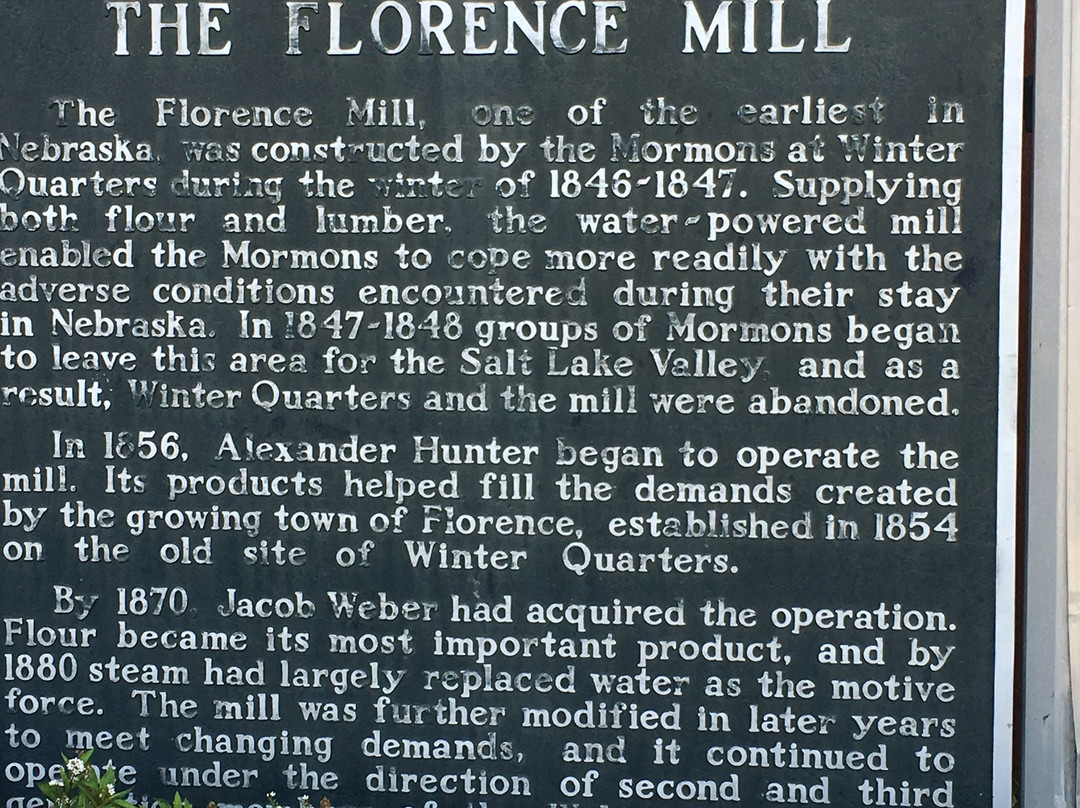 THE FLORENCE MILL
The Florence Mill, one of the earliest in
Nebraska, was constructed by the Mormons at Winter
Quarters during the winter of 1846-1847. Supplying
both flour and lumber, the water-powered mill
enabled the Mormons to cope more readily with the
adverse conditions encountered during their stay
in Nebraska. In 1847-1848 groups of Mormons began
to leave this area for the Salt Lake Valley, and as a
result, Winter Quarters and the mill were abandoned.
In 1856, Alexander Hunter began to operate the
mill. Its products helped fill the demands created
by the growing town of Florence, established in 1854
on the old site of Winter Quarters.
By 1870, Jacob Weber had acquired the operation.
Flour became its most important product, and by
1880 steam had largely replaced water as the motive
force. The mill was further modified in later years
to meet changing demands, and it continued to
operate under the direction of second and third
of the